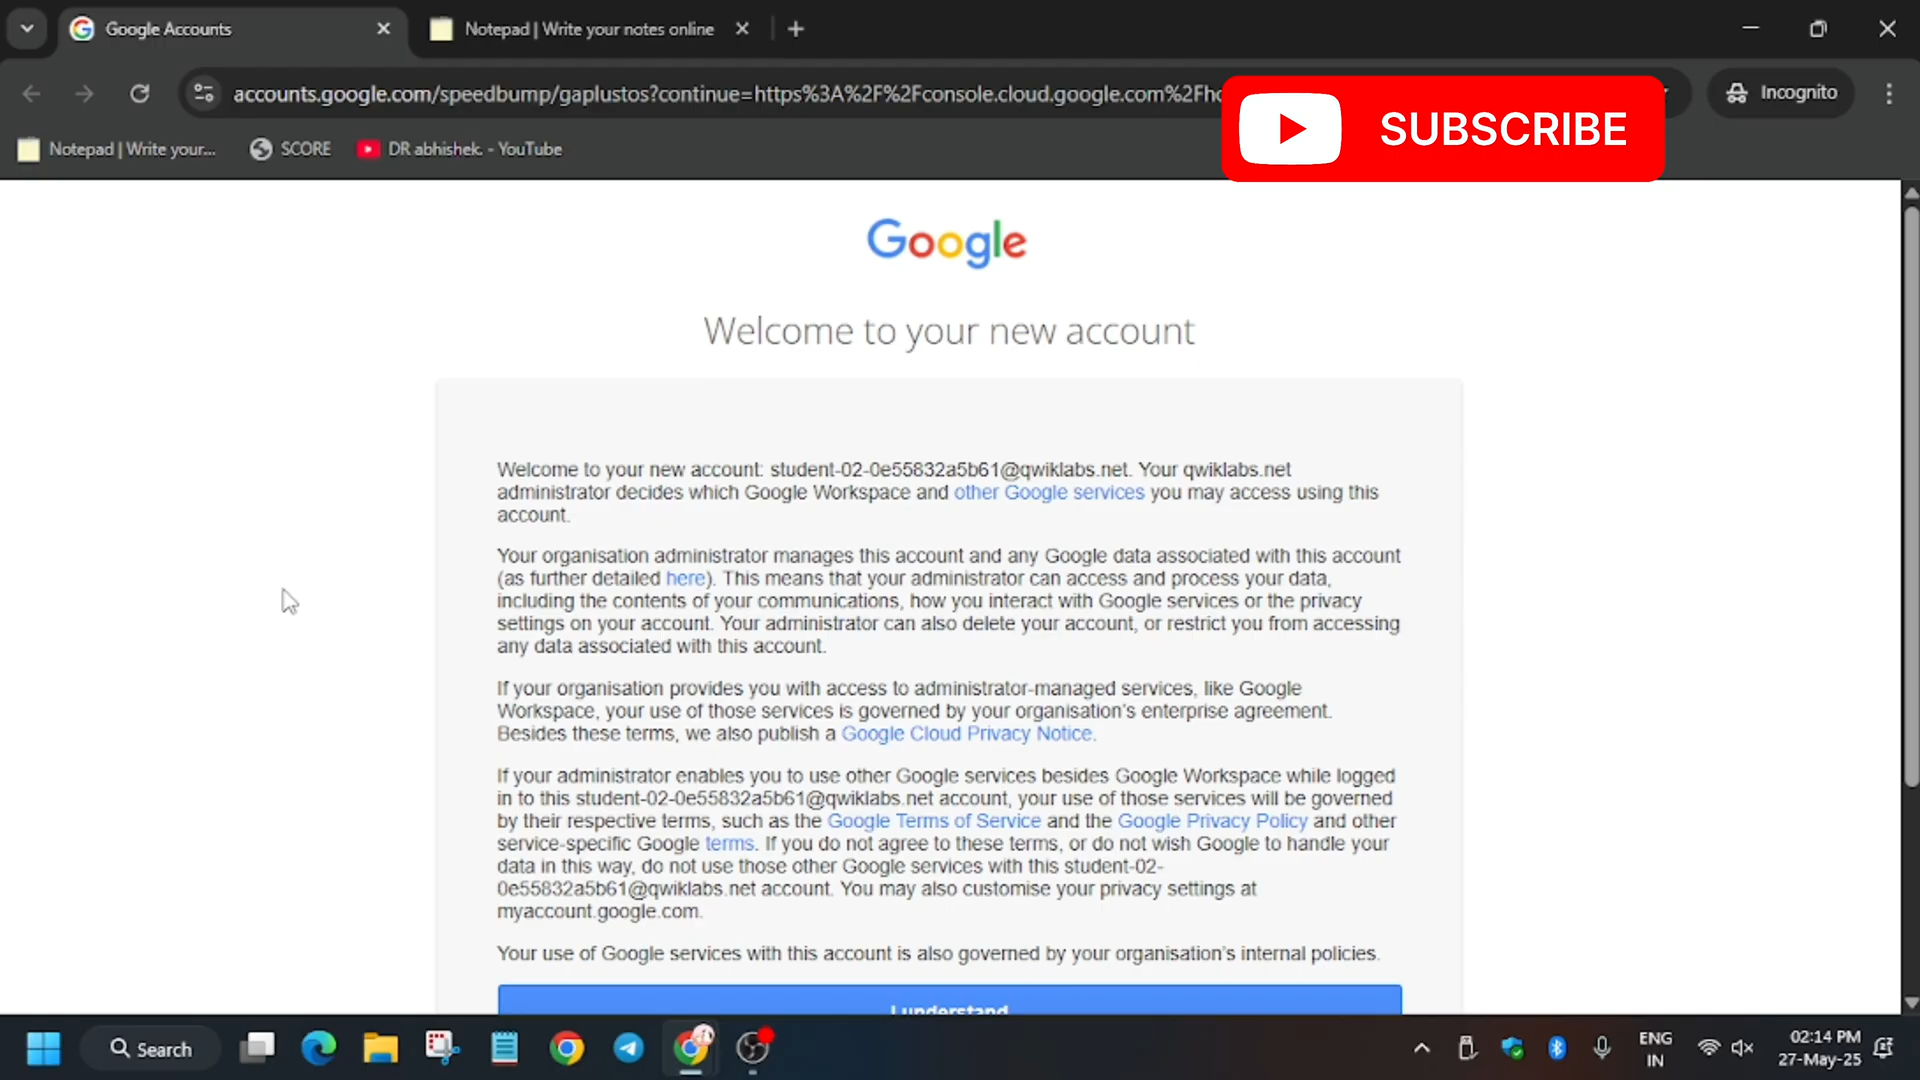 Google Accounts
Notepad | Write your notes online
accounts.google.com/speedbump/gaplustos?continue=https%3A%2F%2Fconsole.cloud.google.com%2Fho
Incognito
SUBSCRIBE
Notepad | Write your...
SCORE
DR abhishek. - YouTube
Google
Welcome to your new account
Welcome to your new account: student-02-0e55832a5b61@qwiklabs.net. Your qwiklabs.net
administrator decides which Google Workspace and other Google services you may access using this
account.
Your organisation administrator manages this account and any Google data associated with this account
(as further detailed here). This means that your administrator can access and process your data,
including the contents of your communications, how you interact with Google services or the privacy
settings on your account. Your administrator can also delete your account, or restrict you from accessing
any data associated with this account.
If your organisation provides you with access to administrator-managed services, like Google
Workspace, your use of those services is governed by your organisation's enterprise agreement.
Besides these terms, we also publish a Google Cloud Privacy Notice.
If your administrator enables you to use other Google services besides Google Workspace while logged
in to this student-02-0e55832a5b61@qwiklabs.net account, your use of those services will be governed
by their respective terms, such as the Google Terms of Service and the Google Privacy Policy and other
service-specific Google terms. If you do not agree to these terms, or do not wish Google to handle your
data in this way, do not use those other Google services with this student-02-
0e55832a5b61@qwiklabs.net account. You may also customise your privacy settings at
myaccount.google.com.
Your use of Google services with this account is also governed by your organisation's internal policies.
I understand
Search
ENG
IN
02:14 PM
27-May-25